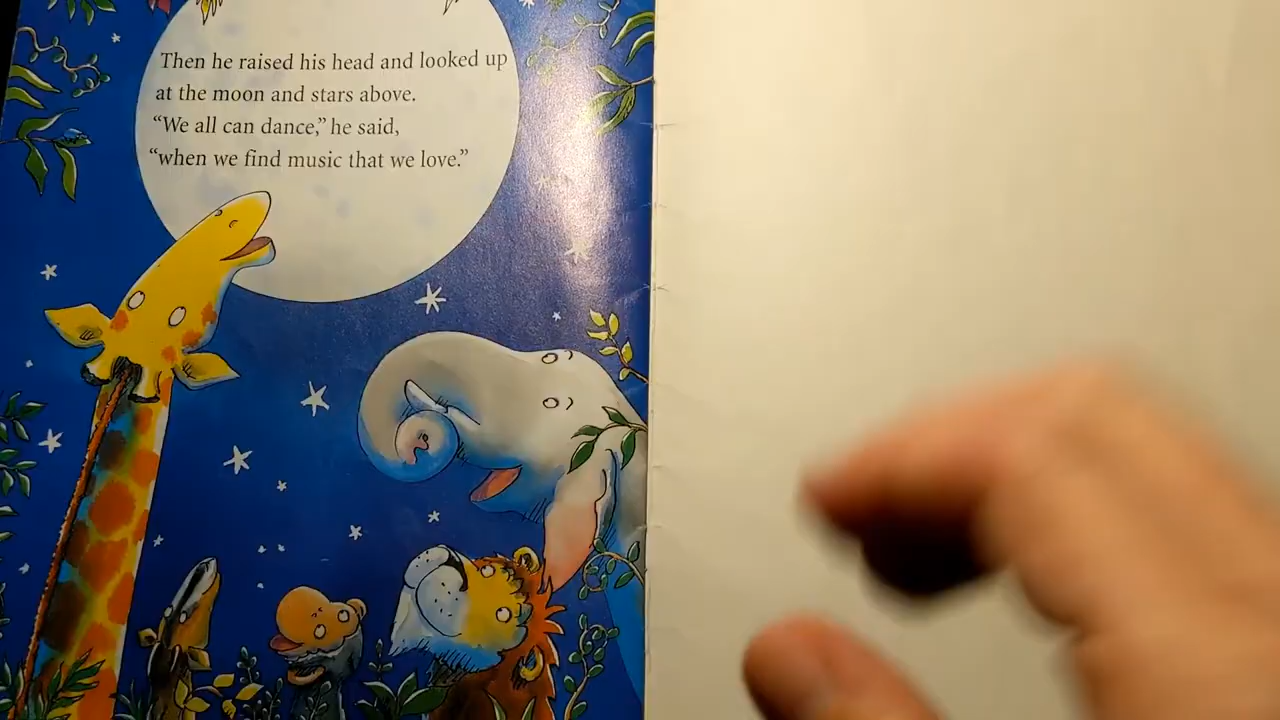 Then he raised his head and looked up
at the moon and stars above.
“We all can dance,” he said,
“when we find music that we love.”